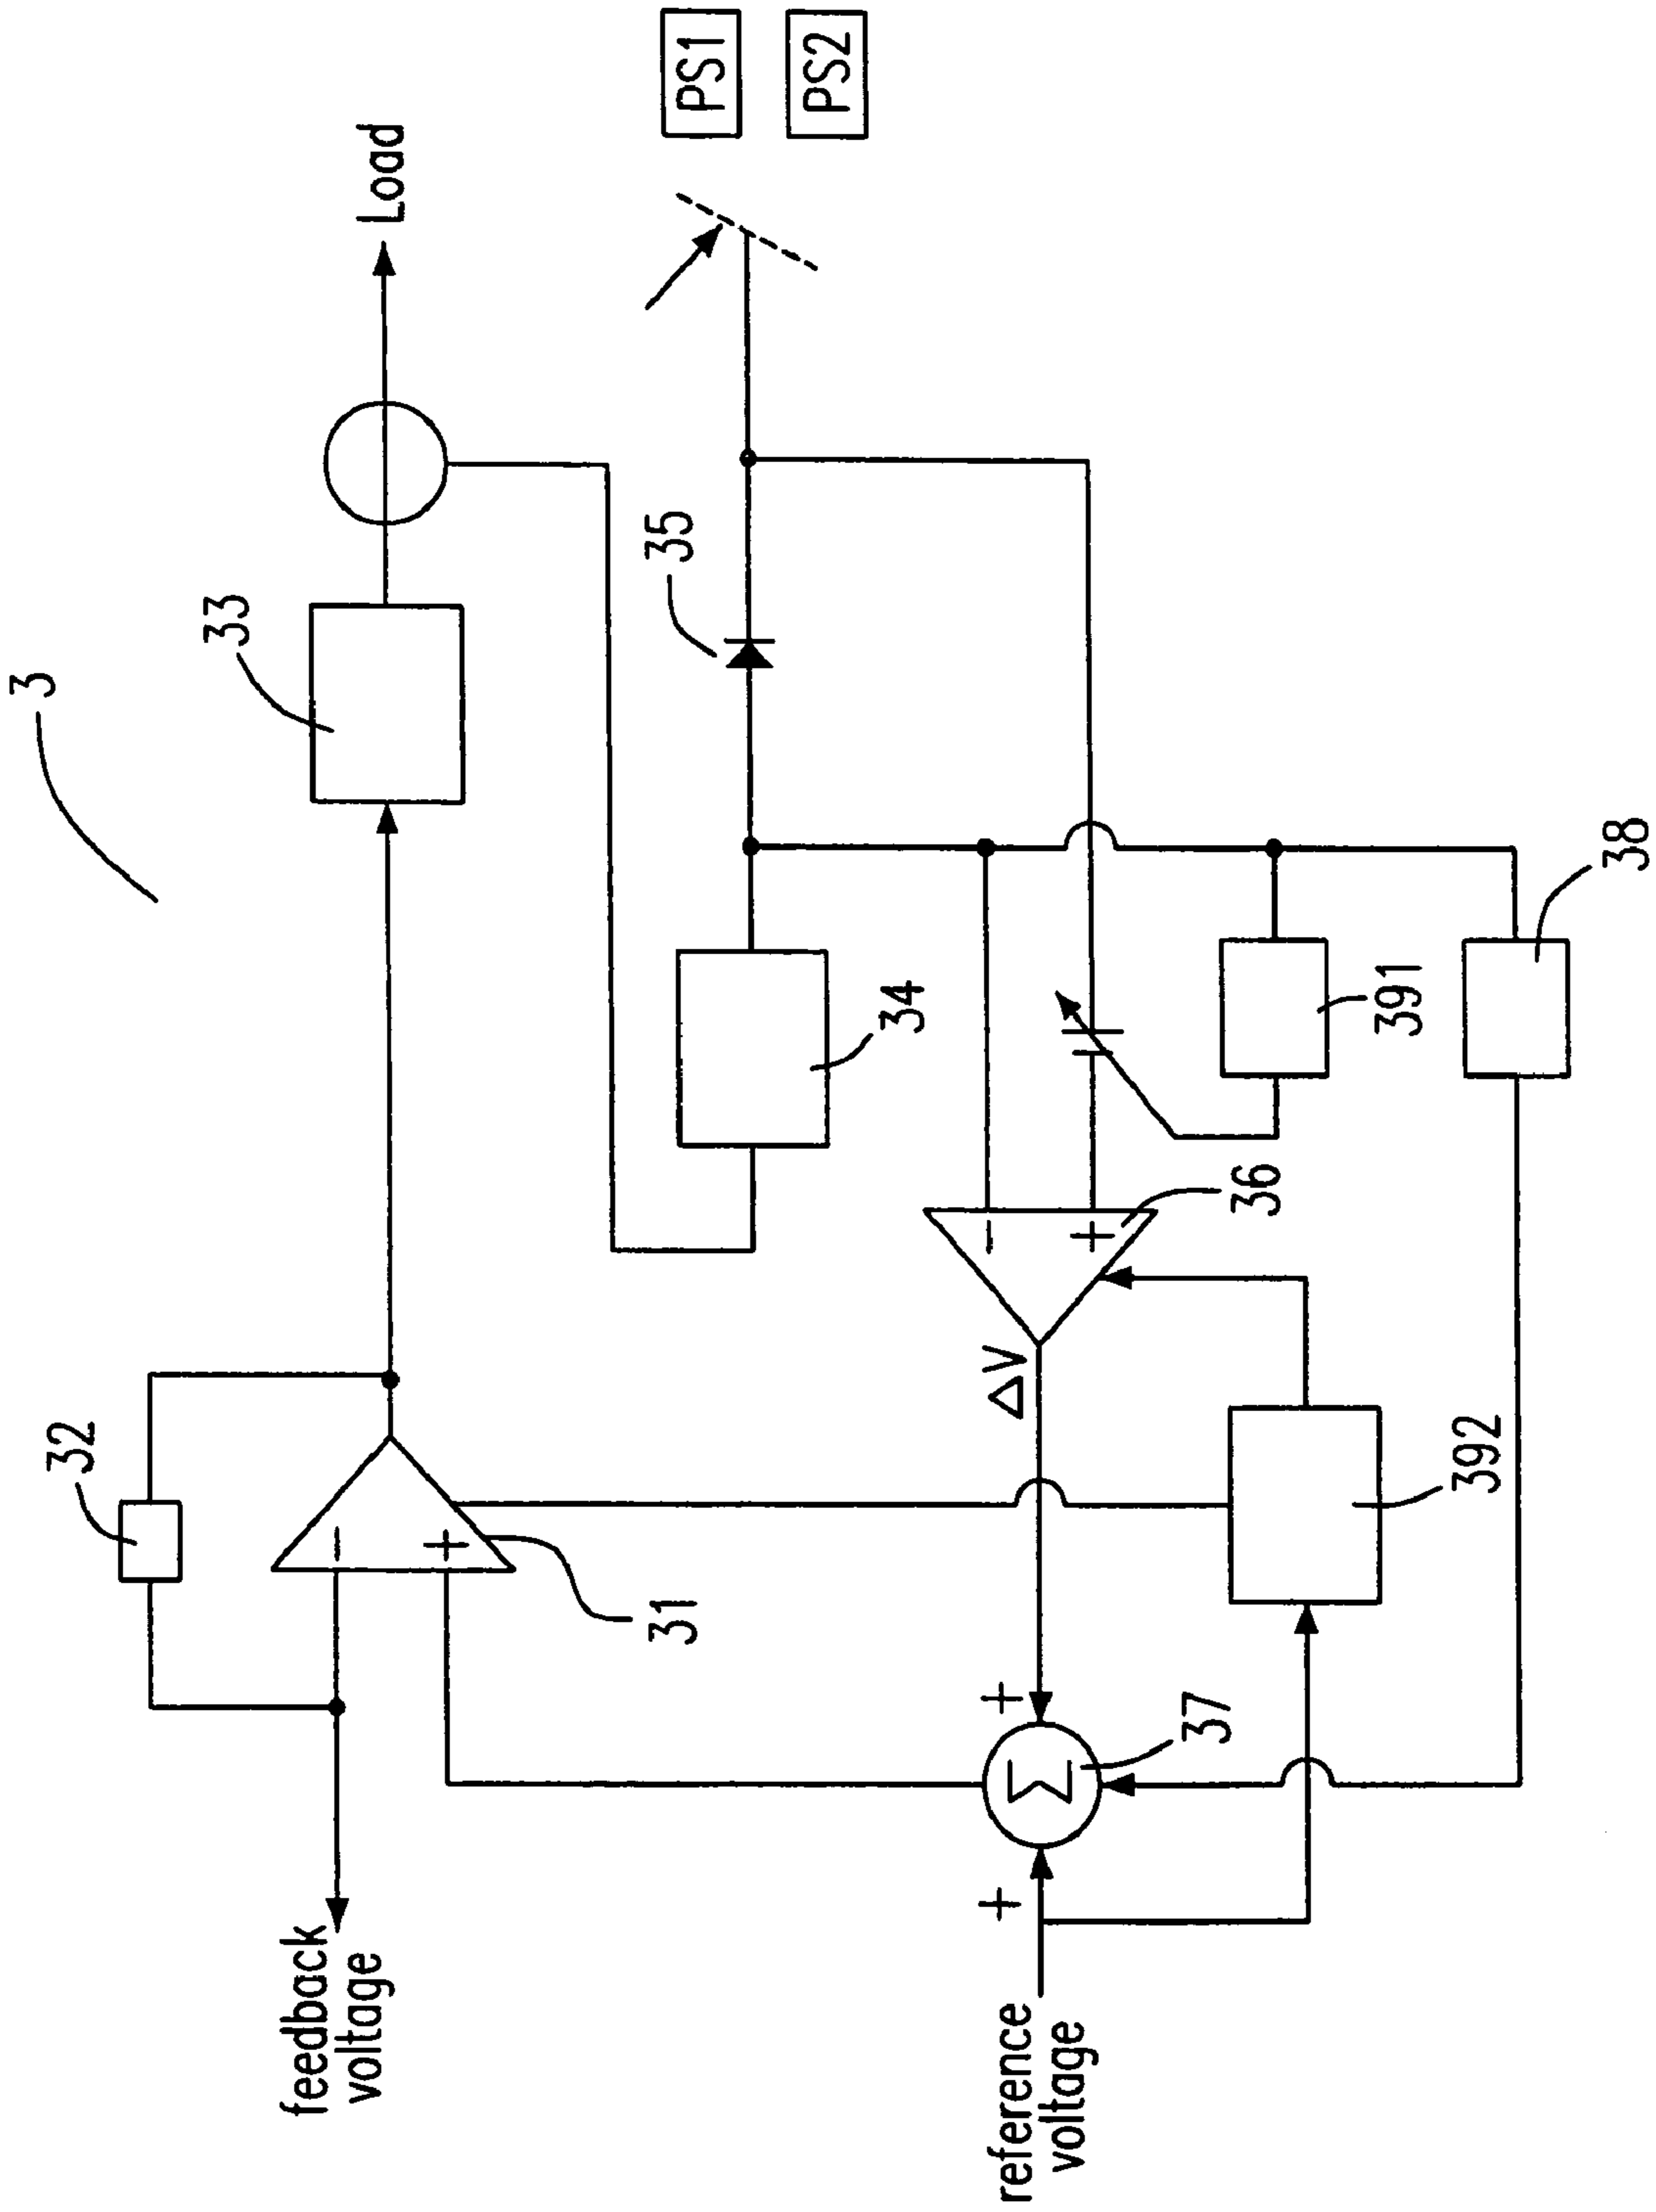 3
32
33
Load
feedback
voltage
31
35
PS1
PS2
34
ΔV
36
+
-
+
-
reference
voltage
+
+
Σ
37
392
391
38